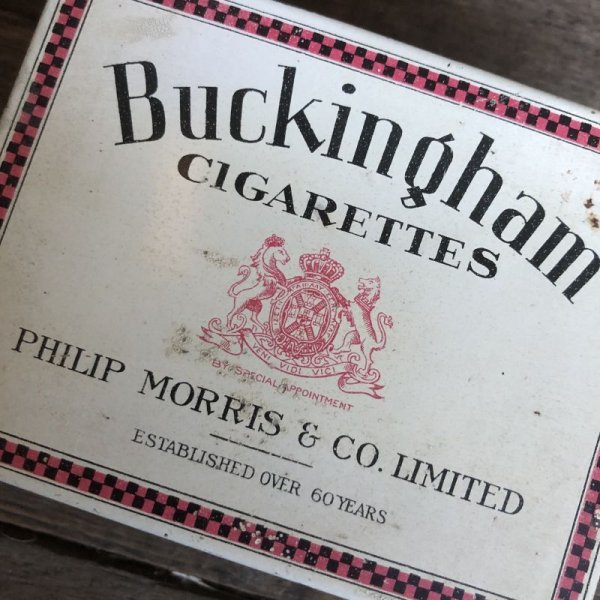 Buckingham
CIGARETTES
VENI VIDI VICI
BY SPECIAL APPOINTMENT
PHILIP MORRIS & CO. LIMITED
ESTABLISHED OVER 60 YEARS